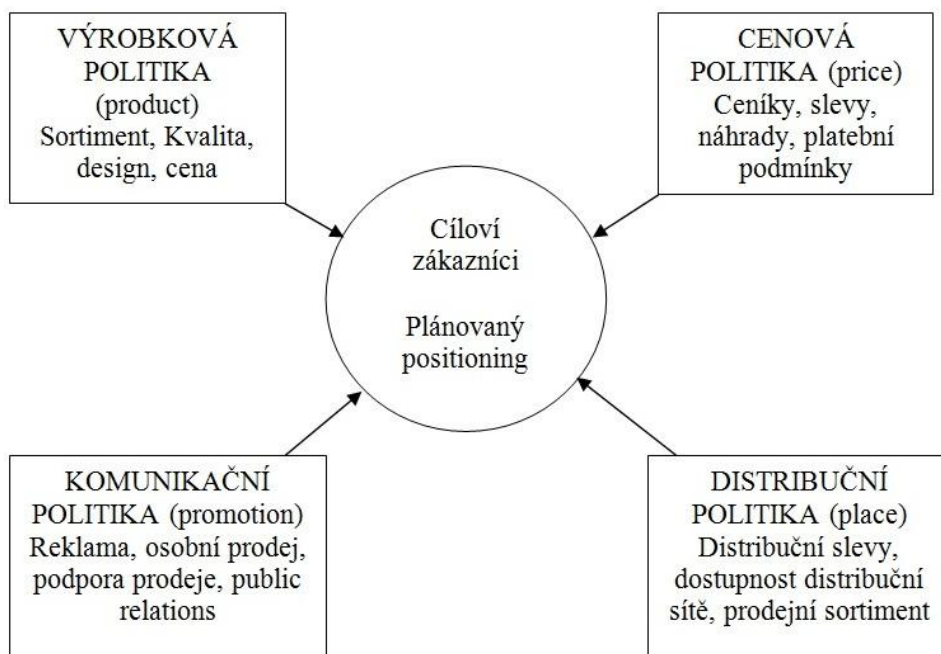 VÝROBKOVÁ
POLITIKA
(product)
Sortiment, Kvalita,
design, cena
CENOVÁ
POLITIKA (price)
Ceníky, slevy,
náhrady, platební
podmínky
Cíloví
zákazníci
Plánovaný
positioning
KOMUNIKAČNÍ
POLITIKA (promotion)
Reklama, osobní prodej,
podpora prodeje, public
relations
DISTRIBUČNÍ
POLITIKA (place)
Distribuční slevy,
dostupnost distribuční
sítě, prodejní sortiment